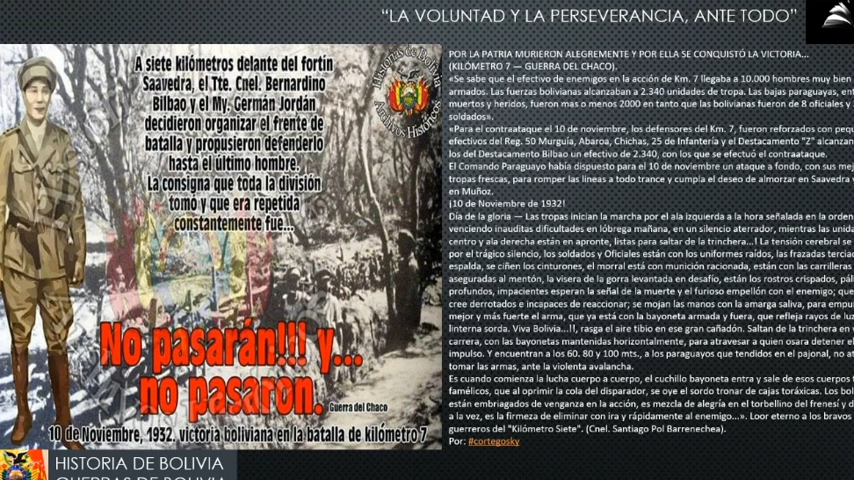 “LA VOLUNTAD Y LA PERSEVERANCIA, ANTE TODO”
A siete kilómetros delante del fortín
Saavedra, el Tte. Cnel. Bernardino
Bilbao y el My. Germán Jordán
decidieron organizar el frente de
batalla y propusieron defenderlo
hasta el último hombre.
La consigna que toda la división
tomó y que era repetida
constantemente fue...
Historias de Bolivia
Archivos Históricos
No pasarán!!! y...
no pasaron.
Guerra del Chaco
10 de Noviembre, 1932, victoria boliviana en la batalla de kilómetro 7
POR LA PATRIA MURIERON ALEGREMENTE Y POR ELLA SE CONQUISTÓ LA VICTORIA...
(KILÓMETRO 7 — GUERRA DEL CHACO).
«Se sabe que el efectivo de enemigos en la acción de Km. 7 llegaba a 10.000 hombres muy bien
armados. Las fuerzas bolivianas alcanzaban a 2.340 unidades de tropa. Las bajas paraguayas, ent
muertos y heridos, fueron mas o menos 2000 en tanto que las bolivianas fueron de 8 oficiales y
soldados».
«Para el contraataque el 10 de noviembre, los defensores del Km. 7, fueron reforzados con pequ
efectivos del Reg. 50 Murguía, Abaroa, Chichas, 25 de Infantería y el Destacamento "Z" alcanzan
los del Destacamento Bilbao un efectivo de 2.340, con los que se efectuó el contraataque.
El Comando Paraguayo había dispuesto para el 10 de noviembre un ataque a fondo, con sus mej
tropas frescas, para romper las líneas a todo trance y cumpla el deseo de almorzar en Saavedra y
en Muñoz.
¡10 de Noviembre de 1932!
Día de la gloria — Las tropas inician la marcha por el ala izquierda a la hora señalada en la orden
venciendo inauditas dificultades en lóbrega mañana, en un silencio aterrador, mientras las unida
centro y ala derecha están en apronte, listas para saltar de la trinchera...! La tensión cerebral se
por el trágico silencio, los soldados y Oficiales están con los uniformes raídos, las frazadas terciad
espalda, se ciñen los cinturones, el morral está con munición racionada, están con las carrilleras
aseguradas al mentón, la visera de la gorra levantada en desafío, están los rostros crispados, páli
profundos, impacientes esperan la señal de la muerte y el furioso empellón con el enemigo; que
cree derrotados e incapaces de reaccionar; se mojan las manos con la amarga saliva, para empu
mejor y más fuerte el arma, que ya está con la bayoneta armada y fuera, que refleja rayos de luz
linterna sorda. Viva Bolivia...!!, rasga el aire tibio en ese gran cañadón. Saltan de la trinchera en v
carrera, con las bayonetas mantenidas horizontalmente, para atravesar a quien osara detener el
impulso. Y encuentran a los 60. 80 y 100 mts., a los paraguayos que tendidos en el pajonal, no at
tomar las armas, ante la violenta avalancha.
Es cuando comienza la lucha cuerpo a cuerpo, el cuchillo bayoneta entra y sale de esos cuerpos
famélicos, que al oprimir la cola del disparador, se oye el sordo tronar de cajas toráxicas. Los bol
están embriagados de venganza en la acción, es mezcla de alegría en el torbellino del frenesí y d
a la vez, es la firmeza de eliminar con ira y rápidamente al enemigo...». Loor eterno a los bravos
guerreros del "Kilómetro Siete". (Cnel. Santiago Pol Barrenechea).
Por: #cortegosky
HISTORIA DE BOLIVIA
GUERRAS DE BOLIVIA